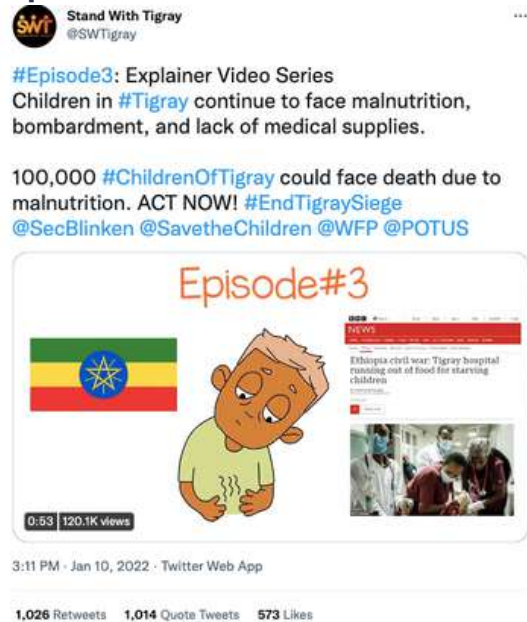 SWT
Stand With Tigray
@SWTigray
#Episode3: Explainer Video Series
Children in #Tigray continue to face malnutrition,
bombardment, and lack of medical supplies.
100,000 #ChildrenOfTigray could face death due to
malnutrition. ACT NOW! #EndTigraySiege
@SecBlinken @SavetheChildren @WFP @POTUS
Episode#3
BBC
NEWS
Ethiopia civil war: Tigray hospital
running out of food for starving
children
0:53 120.1K views
3:11 PM · Jan 10, 2022 · Twitter Web App
1,026 Retweets 1,014 Quote Tweets 573 Likes